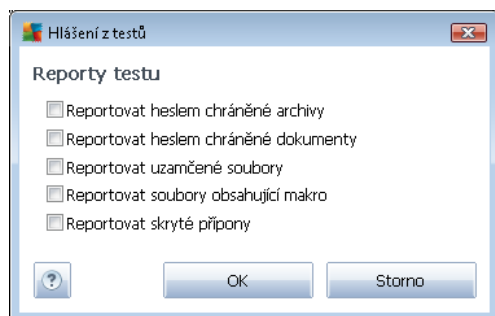 Hlášení z testů
Reporty testu
Reportovat heslem chráněné archivy
Reportovat heslem chráněné dokumenty
Reportovat uzamčené soubory
Reportovat soubory obsahující makro
Reportovat skryté přípony
?
OK
Storno